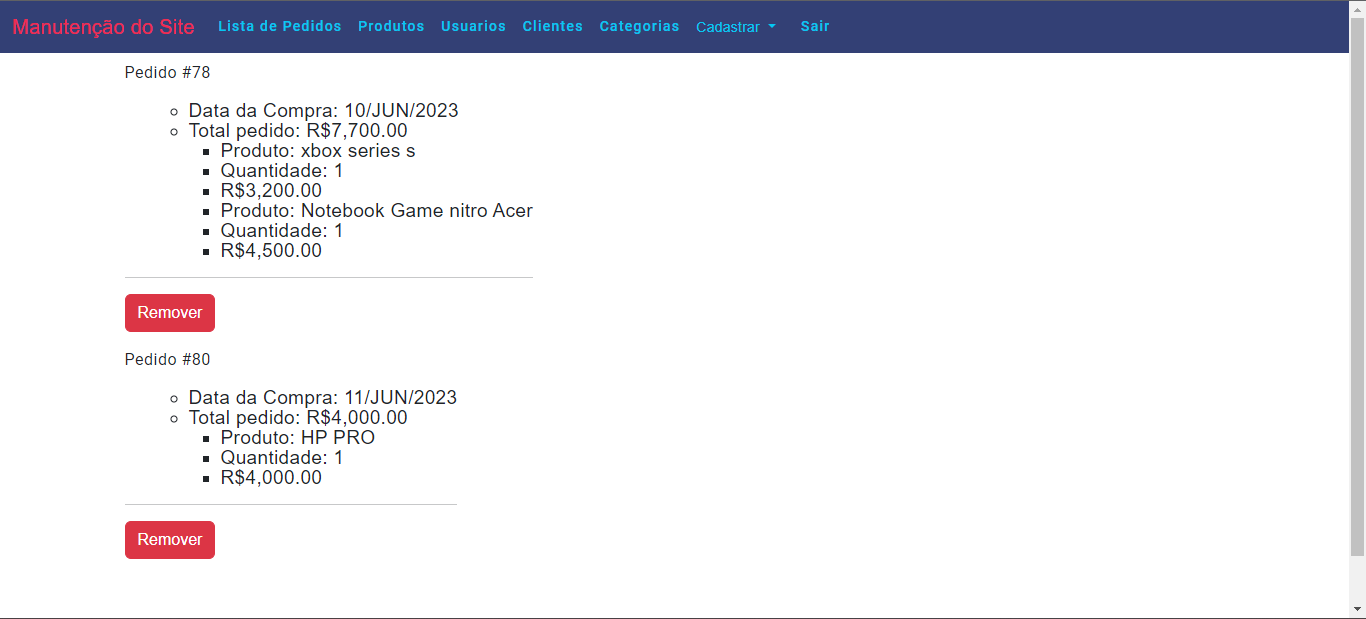 Manutenção do Site Lista de Pedidos Produtos Usuarios Clientes Categorias Cadastrar Sair
Pedido #78
Data da Compra: 10/JUN/2023
Total pedido: R$7,700.00
Produto: xbox series s
Quantidade: 1
R$3,200.00
Produto: Notebook Game nitro Acer
Quantidade: 1
R$4,500.00
Remover
Pedido #80
Data da Compra: 11/JUN/2023
Total pedido: R$4,000.00
Produto: HP PRO
Quantidade: 1
R$4,000.00
Remover